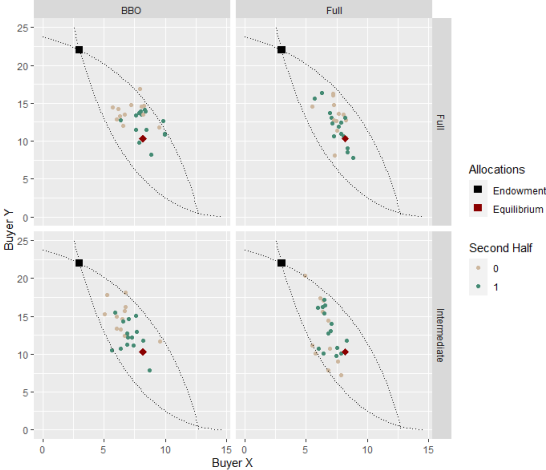 BBO
Full
25
20
15
10
5
0
Full
25
20
15
10
5
0
Intermediate
0
5
10
15
0
5
10
15
Buyer X
Buyer Y
Allocations
Endowment
Equilibrium
Second Half
0
1